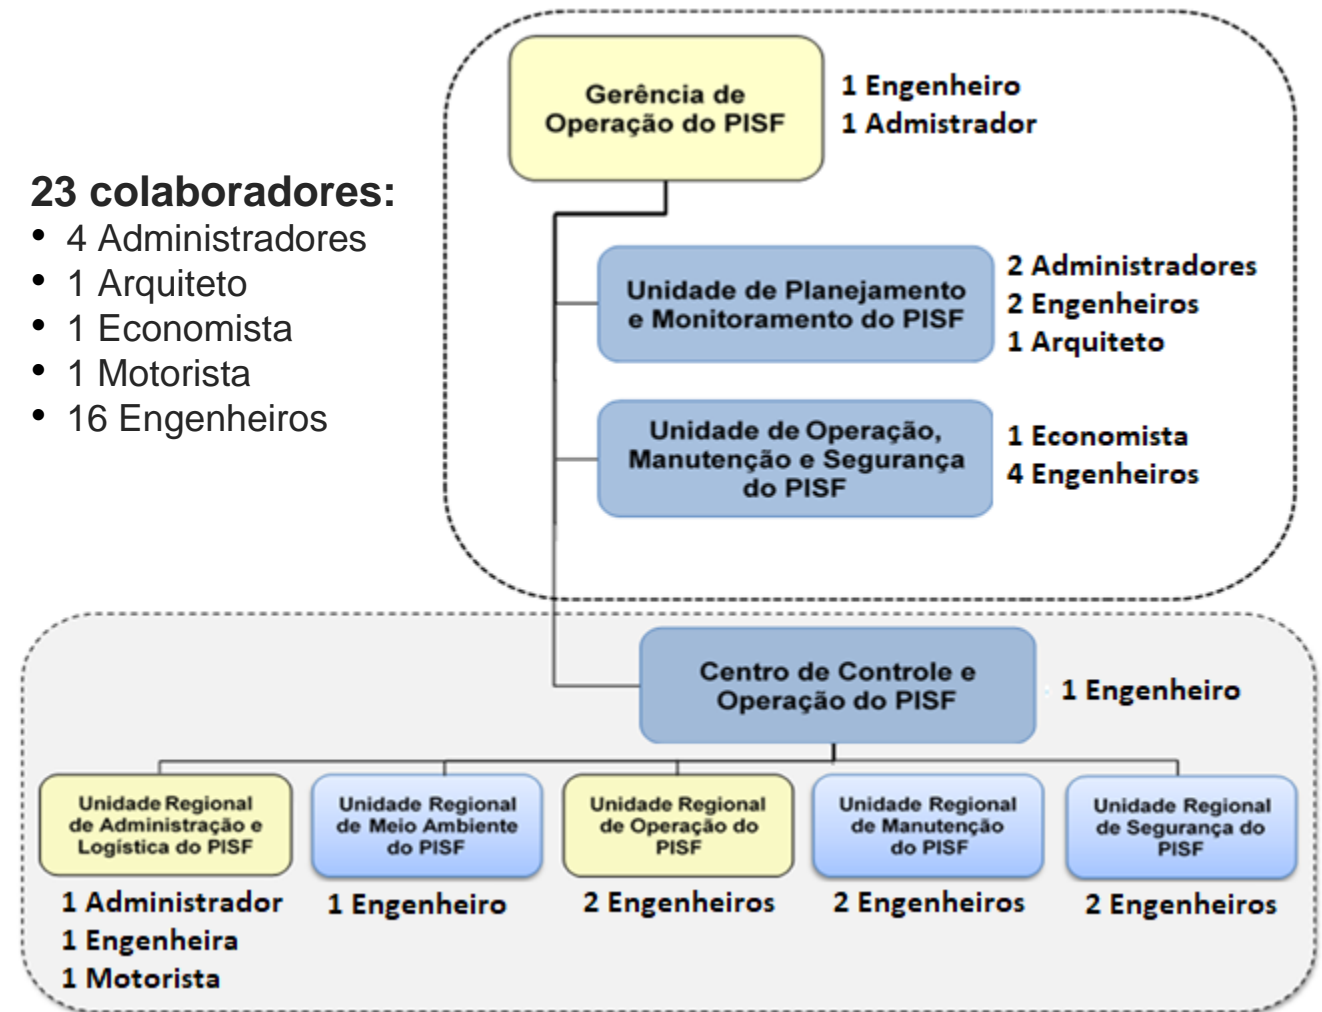 23 colaboradores:
• 4 Administradores
• 1 Arquiteto
• 1 Economista
• 1 Motorista
• 16 Engenheiros
Gerência de
Operação do PISF
1 Engenheiro
1 Admistrador
Unidade de Planejamento
e Monitoramento do PISF
2 Administradores
2 Engenheiros
1 Arquiteto
Unidade de Operação,
Manutenção e Segurança
do PISF
1 Economista
4 Engenheiros
Centro de Controle e
Operação do PISF
1 Engenheiro
Unidade Regional
de Administração e
Logística do PISF
1 Administrador
1 Engenheira
1 Motorista
Unidade Regional
de Meio Ambiente
do PISF
1 Engenheiro
Unidade Regional
de Operação do
PISF
2 Engenheiros
Unidade Regional
de Manutenção
do PISF
2 Engenheiros
Unidade Regional
de Segurança do
PISF
2 Engenheiros